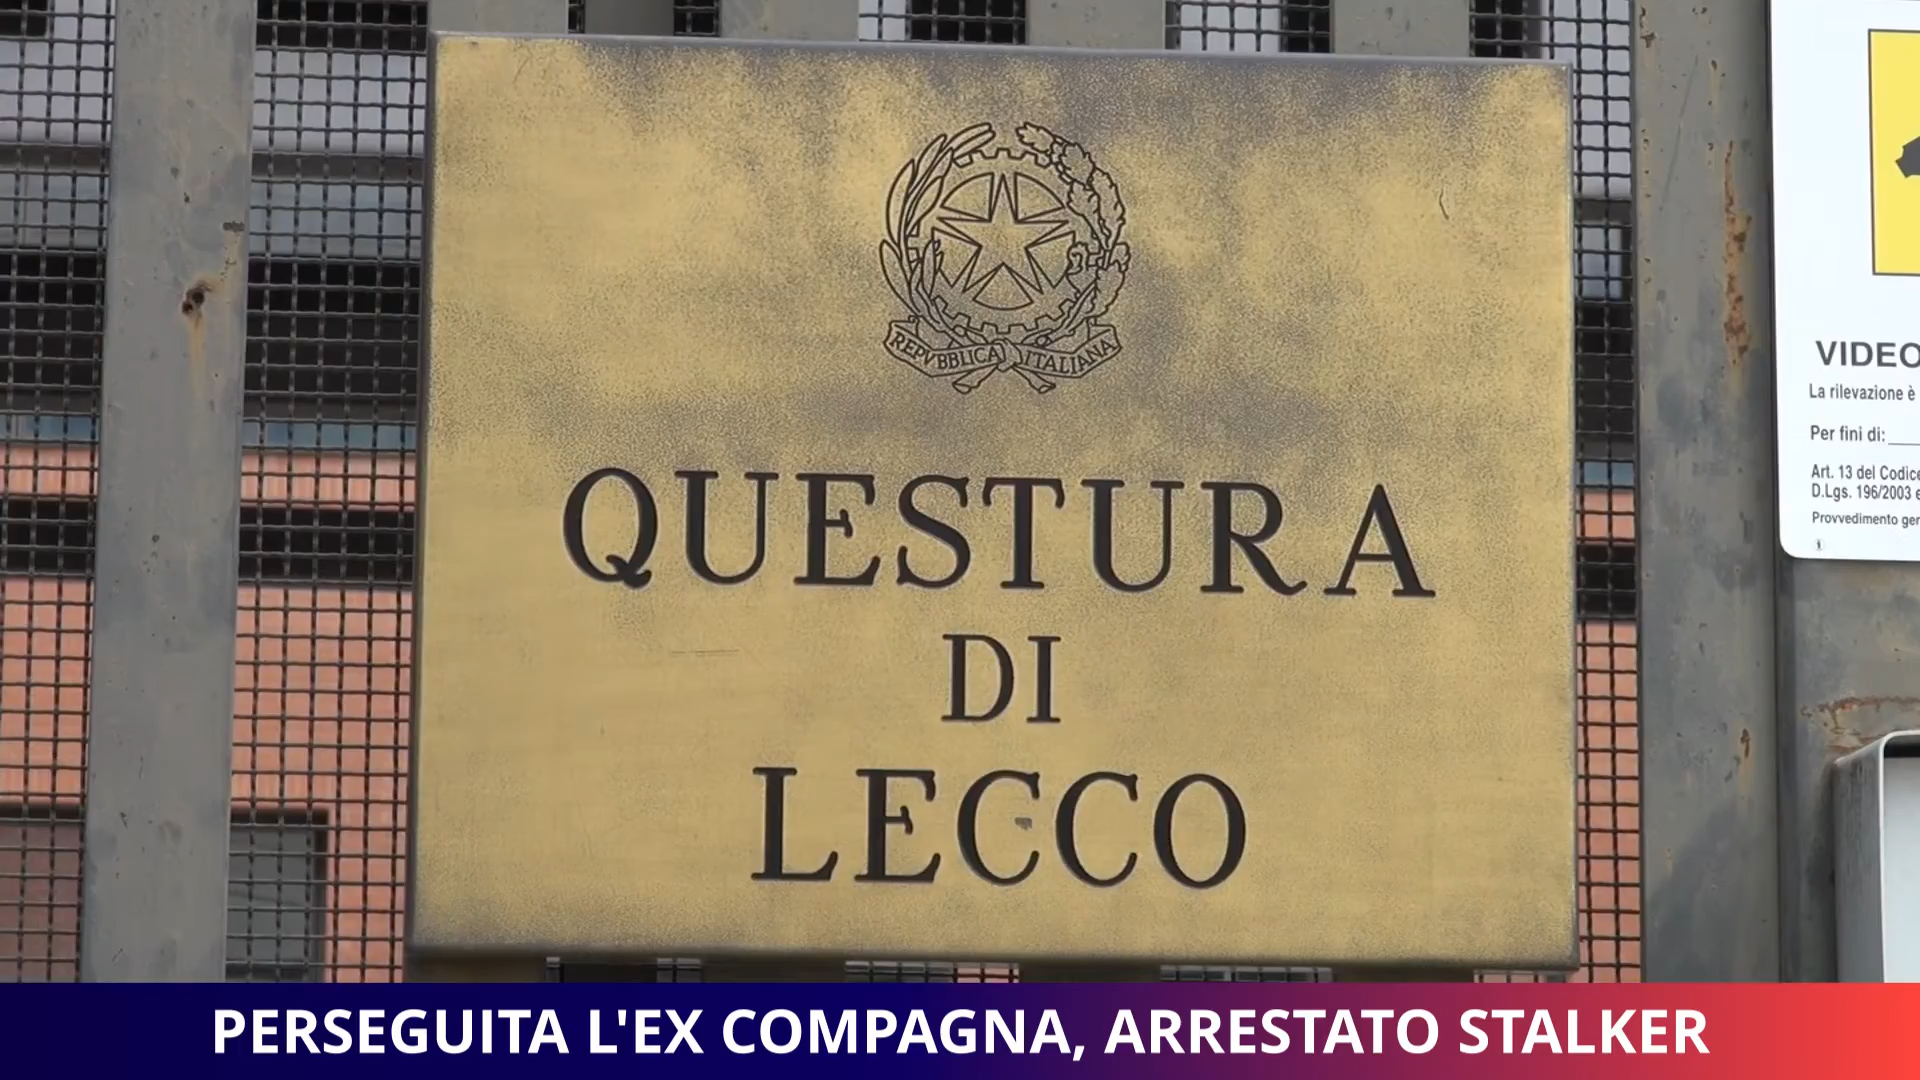 REPVBBLICA ITALIANA
QUESTURA
DI
LECCO
VIDEO
La rilevazione è
Per fini di:
Art. 13 del Codice
D.Lgs. 196/2003 e
Provvedimento ger
PERSEGUITA L'EX COMPAGNA, ARRESTATO STALKER